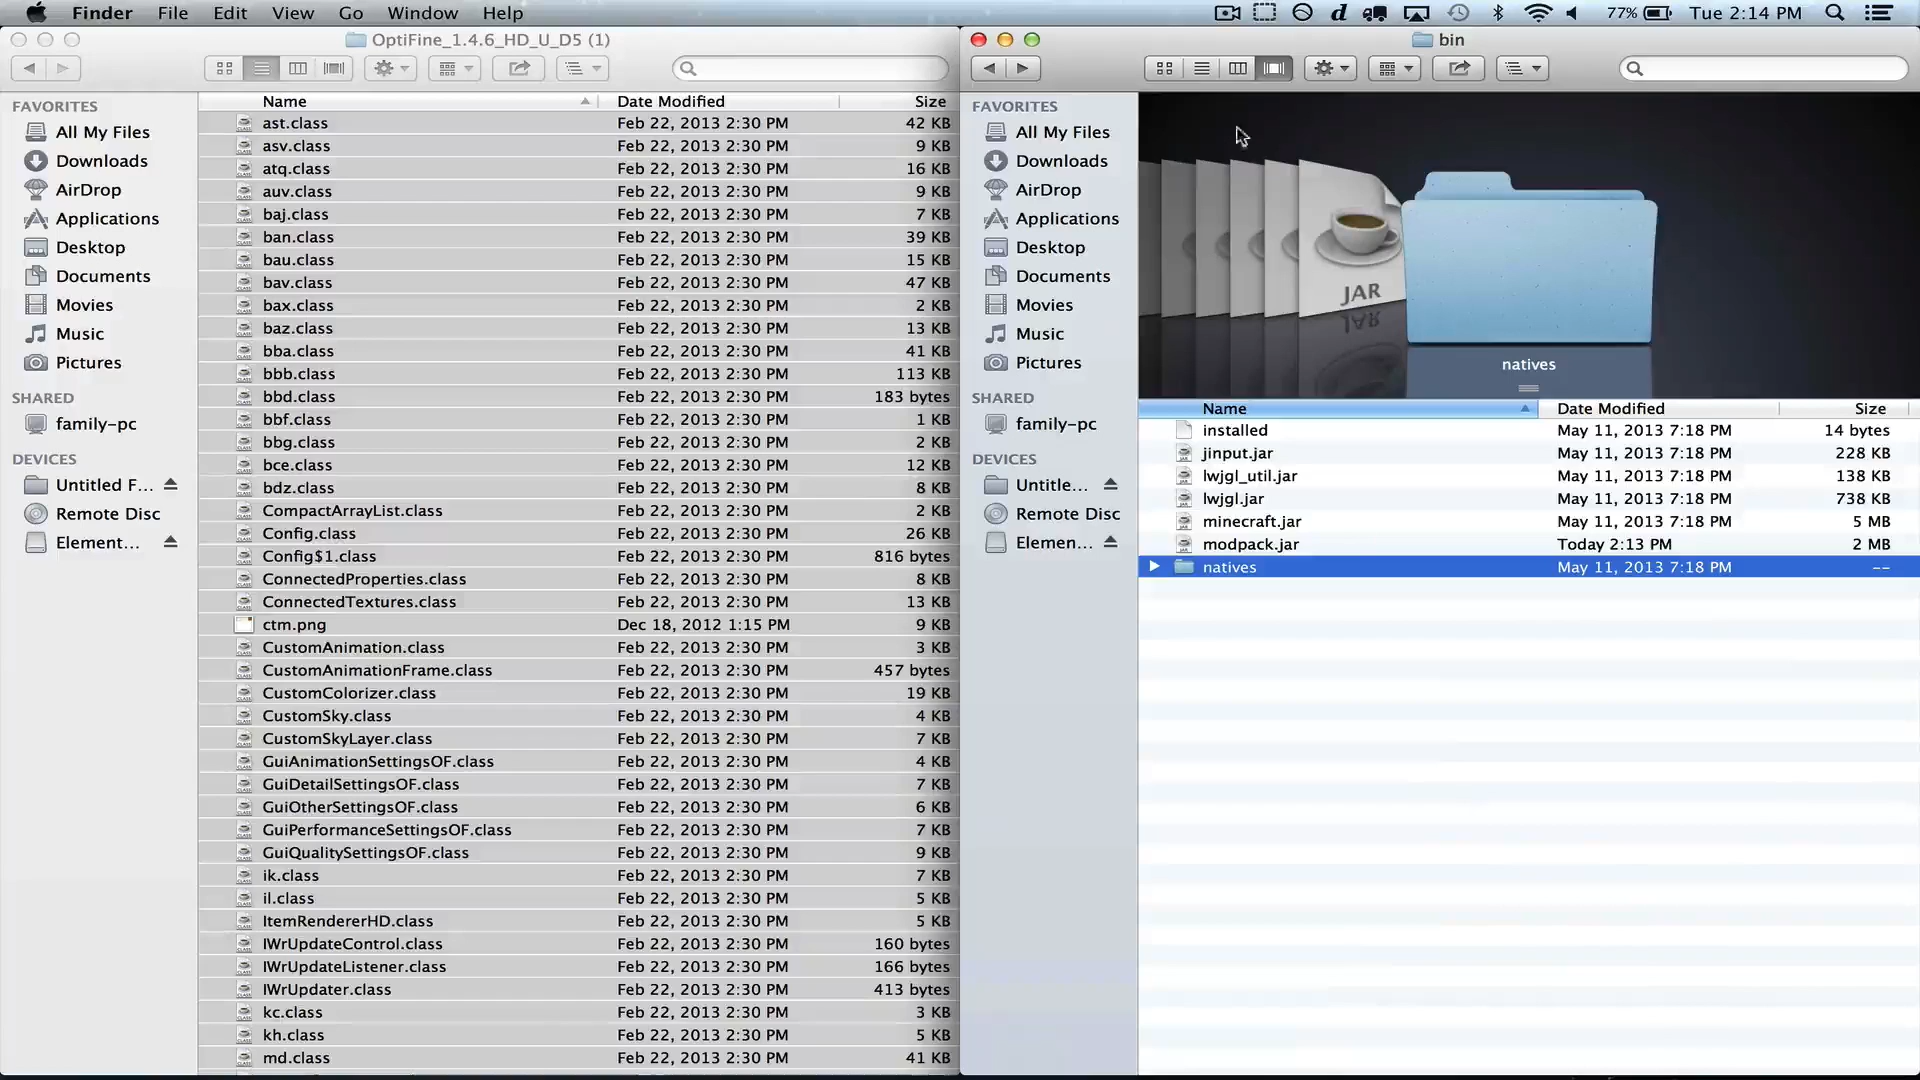 Finder File Edit View Go Window Help
77% Tue 2:14 PM
OptiFine_1.4.6_HD_U_D5 (1)
FAVORITES
All My Files
Downloads
AirDrop
Applications
Desktop
Documents
Movies
Music
Pictures
SHARED
family-pc
DEVICES
Untitled F...
Remote Disc
Element...
Name Date Modified Size
ast.class Feb 22, 2013 2:30 PM 42 KB
asv.class Feb 22, 2013 2:30 PM 9 KB
atq.class Feb 22, 2013 2:30 PM 16 KB
auv.class Feb 22, 2013 2:30 PM 9 KB
baj.class Feb 22, 2013 2:30 PM 7 KB
ban.class Feb 22, 2013 2:30 PM 39 KB
bau.class Feb 22, 2013 2:30 PM 15 KB
bav.class Feb 22, 2013 2:30 PM 47 KB
bax.class Feb 22, 2013 2:30 PM 2 KB
baz.class Feb 22, 2013 2:30 PM 13 KB
bba.class Feb 22, 2013 2:30 PM 41 KB
bbb.class Feb 22, 2013 2:30 PM 113 KB
bbd.class Feb 22, 2013 2:30 PM 183 bytes
bbf.class Feb 22, 2013 2:30 PM 1 KB
bbg.class Feb 22, 2013 2:30 PM 2 KB
bce.class Feb 22, 2013 2:30 PM 12 KB
bdz.class Feb 22, 2013 2:30 PM 8 KB
CompactArrayList.class Feb 22, 2013 2:30 PM 2 KB
Config.class Feb 22, 2013 2:30 PM 26 KB
Config$1.class Feb 22, 2013 2:30 PM 816 bytes
ConnectedProperties.class Feb 22, 2013 2:30 PM 8 KB
ConnectedTextures.class Feb 22, 2013 2:30 PM 13 KB
ctm.png Dec 18, 2012 1:15 PM 9 KB
CustomAnimation.class Feb 22, 2013 2:30 PM 3 KB
CustomAnimationFrame.class Feb 22, 2013 2:30 PM 457 bytes
CustomColorizer.class Feb 22, 2013 2:30 PM 19 KB
CustomSky.class Feb 22, 2013 2:30 PM 4 KB
CustomSkyLayer.class Feb 22, 2013 2:30 PM 7 KB
GuiAnimationSettingsOF.class Feb 22, 2013 2:30 PM 4 KB
GuiDetailSettingsOF.class Feb 22, 2013 2:30 PM 7 KB
GuiOtherSettingsOF.class Feb 22, 2013 2:30 PM 6 KB
GuiPerformanceSettingsOF.class Feb 22, 2013 2:30 PM 7 KB
GuiQualitySettingsOF.class Feb 22, 2013 2:30 PM 9 KB
ik.class Feb 22, 2013 2:30 PM 7 KB
il.class Feb 22, 2013 2:30 PM 5 KB
ItemRendererHD.class Feb 22, 2013 2:30 PM 5 KB
IWrUpdateControl.class Feb 22, 2013 2:30 PM 160 bytes
IWrUpdateListener.class Feb 22, 2013 2:30 PM 166 bytes
IWrUpdater.class Feb 22, 2013 2:30 PM 413 bytes
kc.class Feb 22, 2013 2:30 PM 3 KB
kh.class Feb 22, 2013 2:30 PM 5 KB
md.class Feb 22, 2013 2:30 PM 41 KB
bin
FAVORITES
All My Files
Downloads
AirDrop
Applications
Desktop
Documents
Movies
Music
Pictures
SHARED
family-pc
DEVICES
Untitle...
Remote Disc
Elemen...
JAR
natives
Name Date Modified Size
installed May 11, 2013 7:18 PM 14 bytes
jinput.jar May 11, 2013 7:18 PM 228 KB
lwjgl_util.jar May 11, 2013 7:18 PM 138 KB
lwjgl.jar May 11, 2013 7:18 PM 738 KB
minecraft.jar May 11, 2013 7:18 PM 5 MB
modpack.jar Today 2:13 PM 2 MB
natives May 11, 2013 7:18 PM --